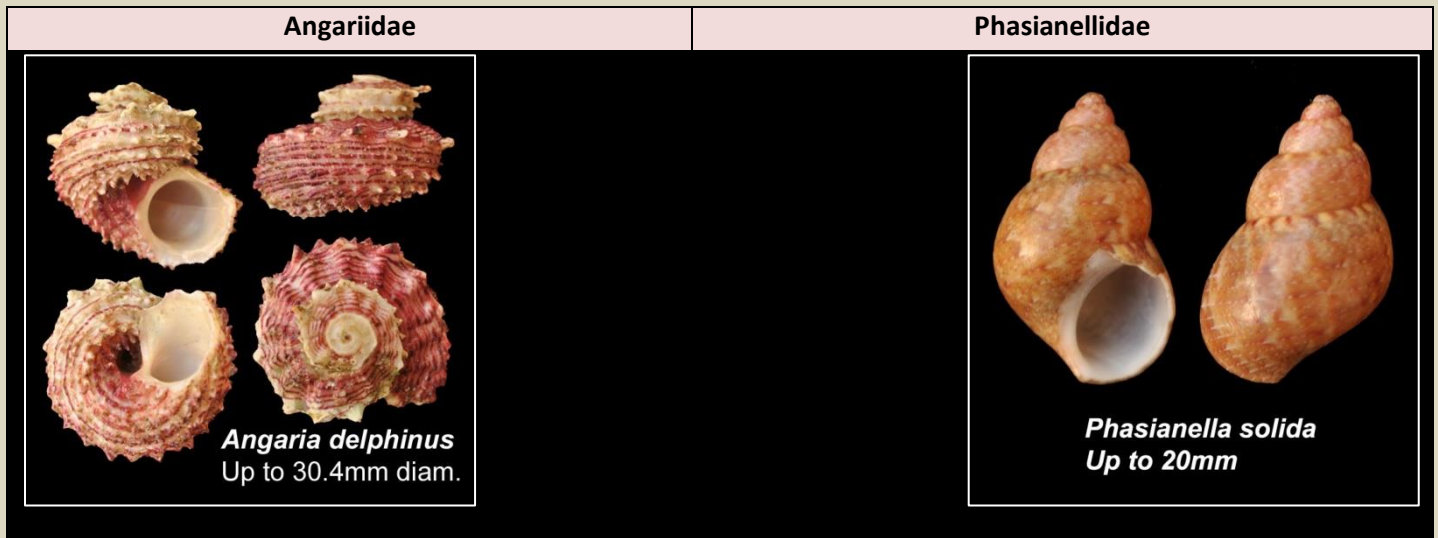 Angariidae
Phasianellidae
Angaria delphinus
Up to 30.4mm diam.
Phasianella solida
Up to 20mm